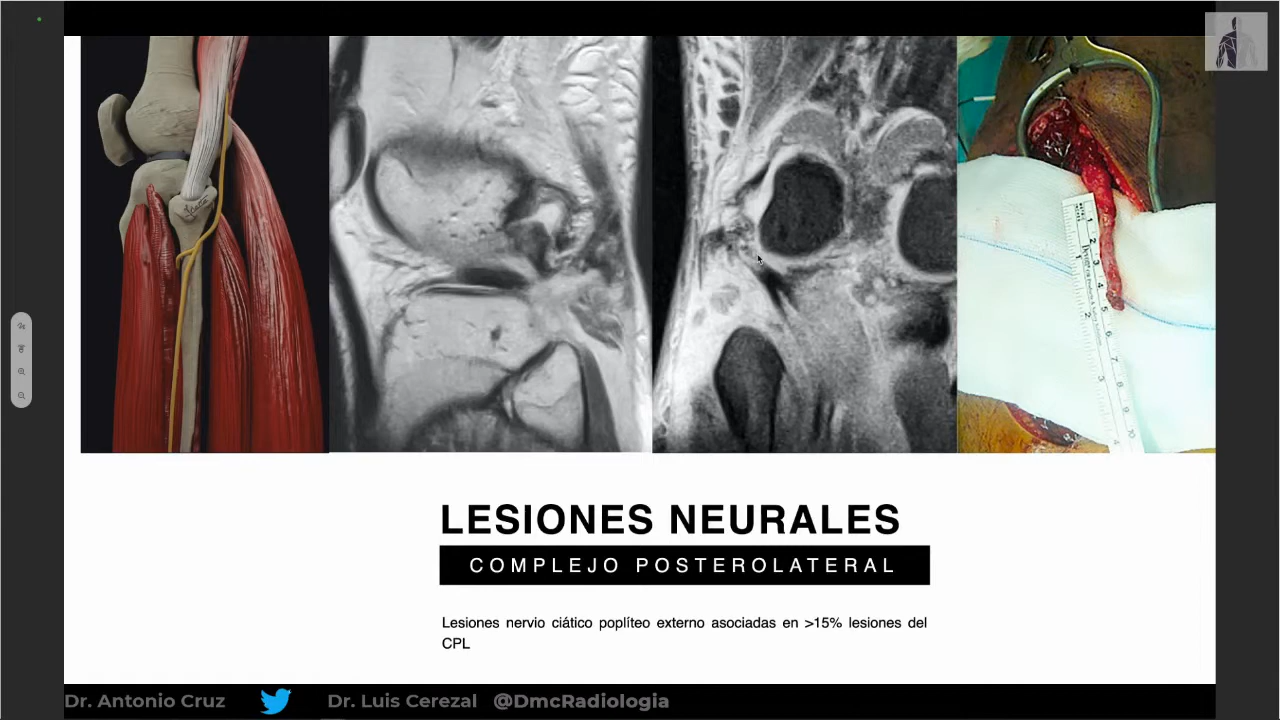 LESIONES NEURALES
COMPLEJO POSTEROLATERAL
Lesiones nervio ciático poplíteo externo asociadas en >15% lesiones del
CPL
Dr. Antonio Cruz
Dr. Luis Cerezal @DmcRadiologia